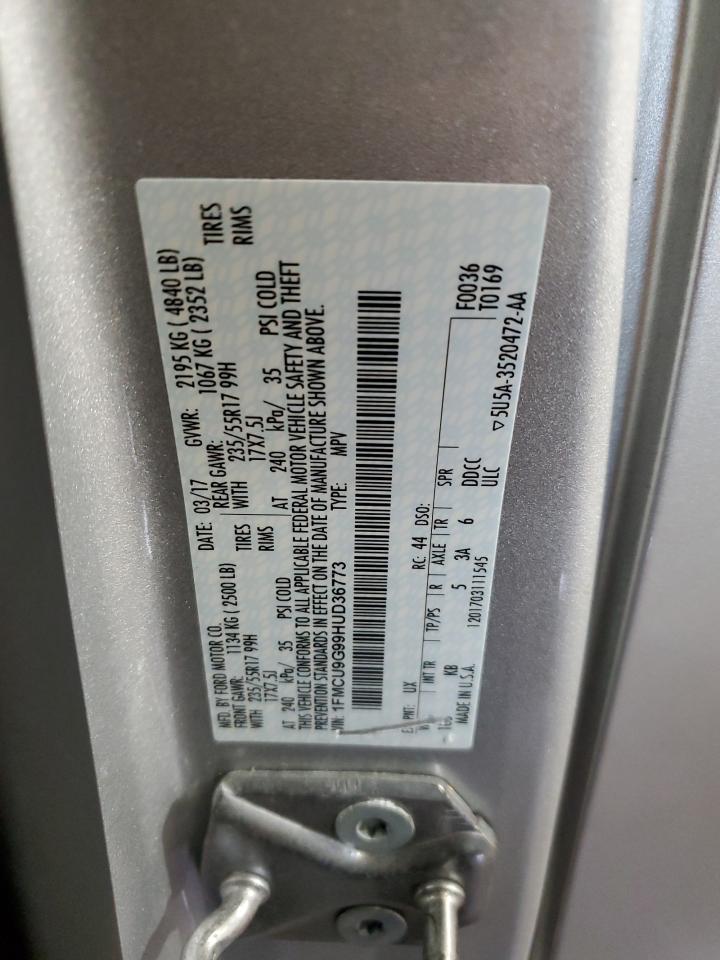 MFD. BY FORD MOTOR CO.
DATE: 03/17 GVWR: 2195 KG ( 4840 LB)
FRONT GAWR: 1134 KG ( 2500 LB)
REAR GAWR: 1067 KG ( 2352 LB)
WITH 235/55R17 99H TIRES
WITH 235/55R17 99H TIRES
17X7.5J RIMS
17X7.5J RIMS
AT 240 kPa/ 35 PSI COLD
AT 240 kPa/ 35 PSI COLD
THIS VEHICLE CONFORMS TO ALL APPLICABLE FEDERAL MOTOR VEHICLE SAFETY AND THEFT
PREVENTION STANDARDS IN EFFECT ON THE DATE OF MANUFACTURE SHOWN ABOVE.
VIN: 1FMCU9G99HUD36773 TYPE: MPV
PNT: UX RC: 44 DSO:
INT TR TP/PS R AXLE TR SPR F0036
KB 5 3A 6 DDCC T0169
MADE IN U.S.A. 1201703111545 ULC
▽5U5A-3520472-AA